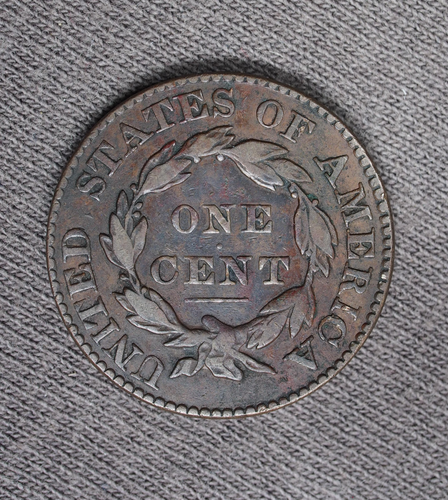 UNITED STATES OF AMERICA
ONE
CENT